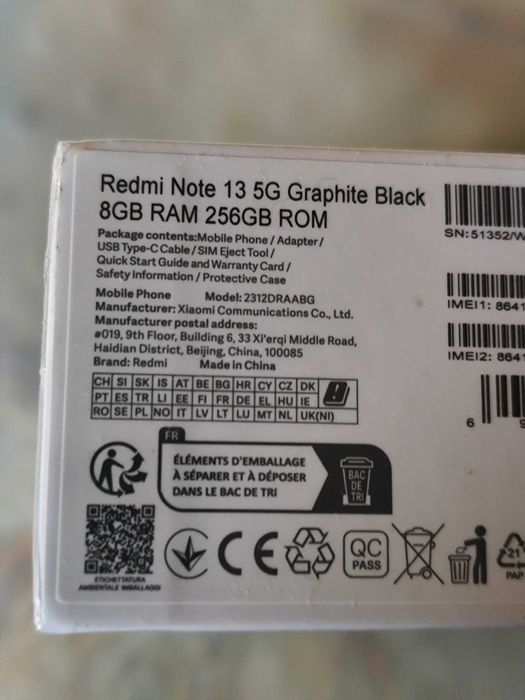 Redmi Note 13 5G Graphite Black
8GB RAM 256GB ROM
Package contents:Mobile Phone / Adapter /
USB Type-C Cable / SIM Eject Tool /
Quick Start Guide and Warranty Card /
Safety Information / Protective Case
Mobile Phone Model: 2312DRAABG
Manufacturer: Xiaomi Communications Co., Ltd.
Manufacturer postal address:
#019, 9th Floor, Building 6, 33 Xi'erqi Middle Road,
Haidian District, Beijing, China, 100085
Brand: Redmi Made in China
CH SI SK IS AT BE BG HR CY CZ DK
PT ES TR LI EE FI FR DE EL HU IE
RO SE PL NO IT LV LT LU MT NL UK(NI)
SN:51352/W
IMEI1: 8641
IMEI2: 8641
6 9
FR
ÉLÉMENTS D'EMBALLAGE
À SÉPARER ET À DÉPOSER
DANS LE BAC DE TRI
BAC
DE
TRI
ETICHETTATURA
AMBIENTALE IMBALLAGGI
CE
QC
PASS
21
PAP